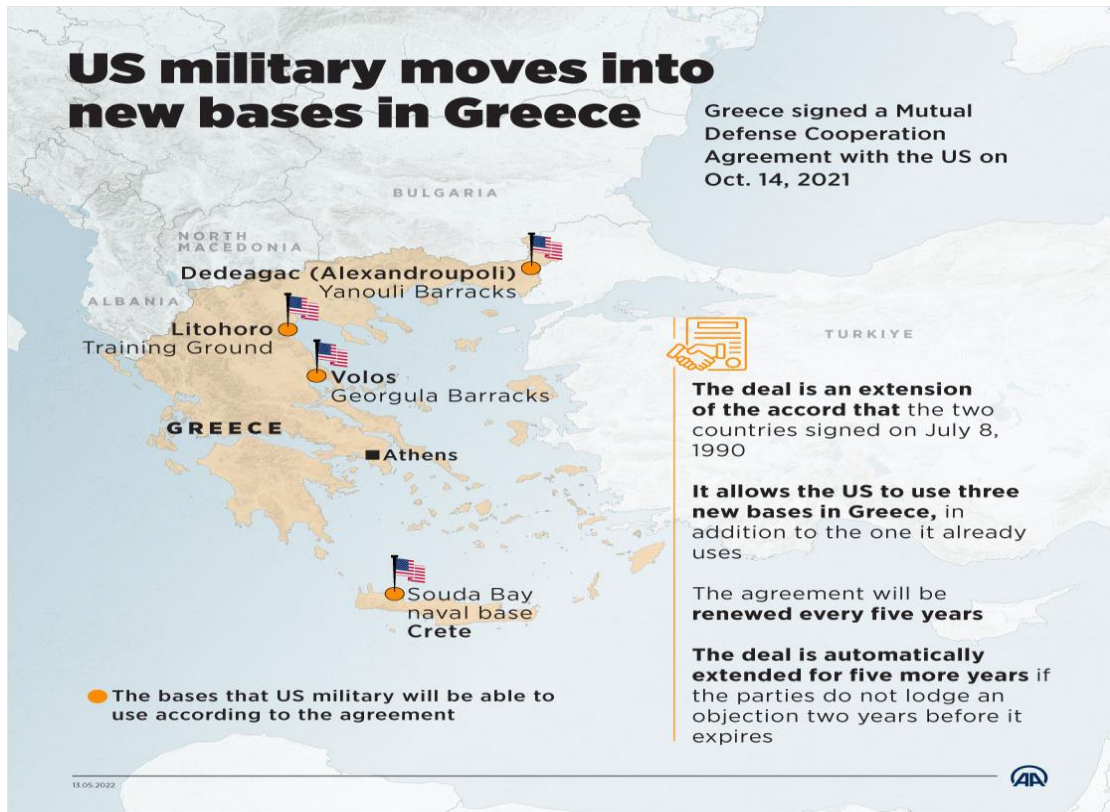 US military moves into
new bases in Greece
Greece signed a Mutual
Defense Cooperation
Agreement with the US on
Oct. 14, 2021
BULGARIA
NORTH
MACEDONIA
Dedeagac (Alexandroupoli)
Yanouli Barracks
ALBANIA
Litohoro
Training Ground
TURKIYE
Volos
Georgula Barracks
GREECE
Athens
Souda Bay
naval base
Crete
The deal is an extension
of the accord that the two
countries signed on July 8,
1990
It allows the US to use three
new bases in Greece, in
addition to the one it already
uses
The agreement will be
renewed every five years
The deal is automatically
extended for five more years if
the parties do not lodge an
objection two years before it
expires
The bases that US military will be able to
use according to the agreement
13.05.2022
AA